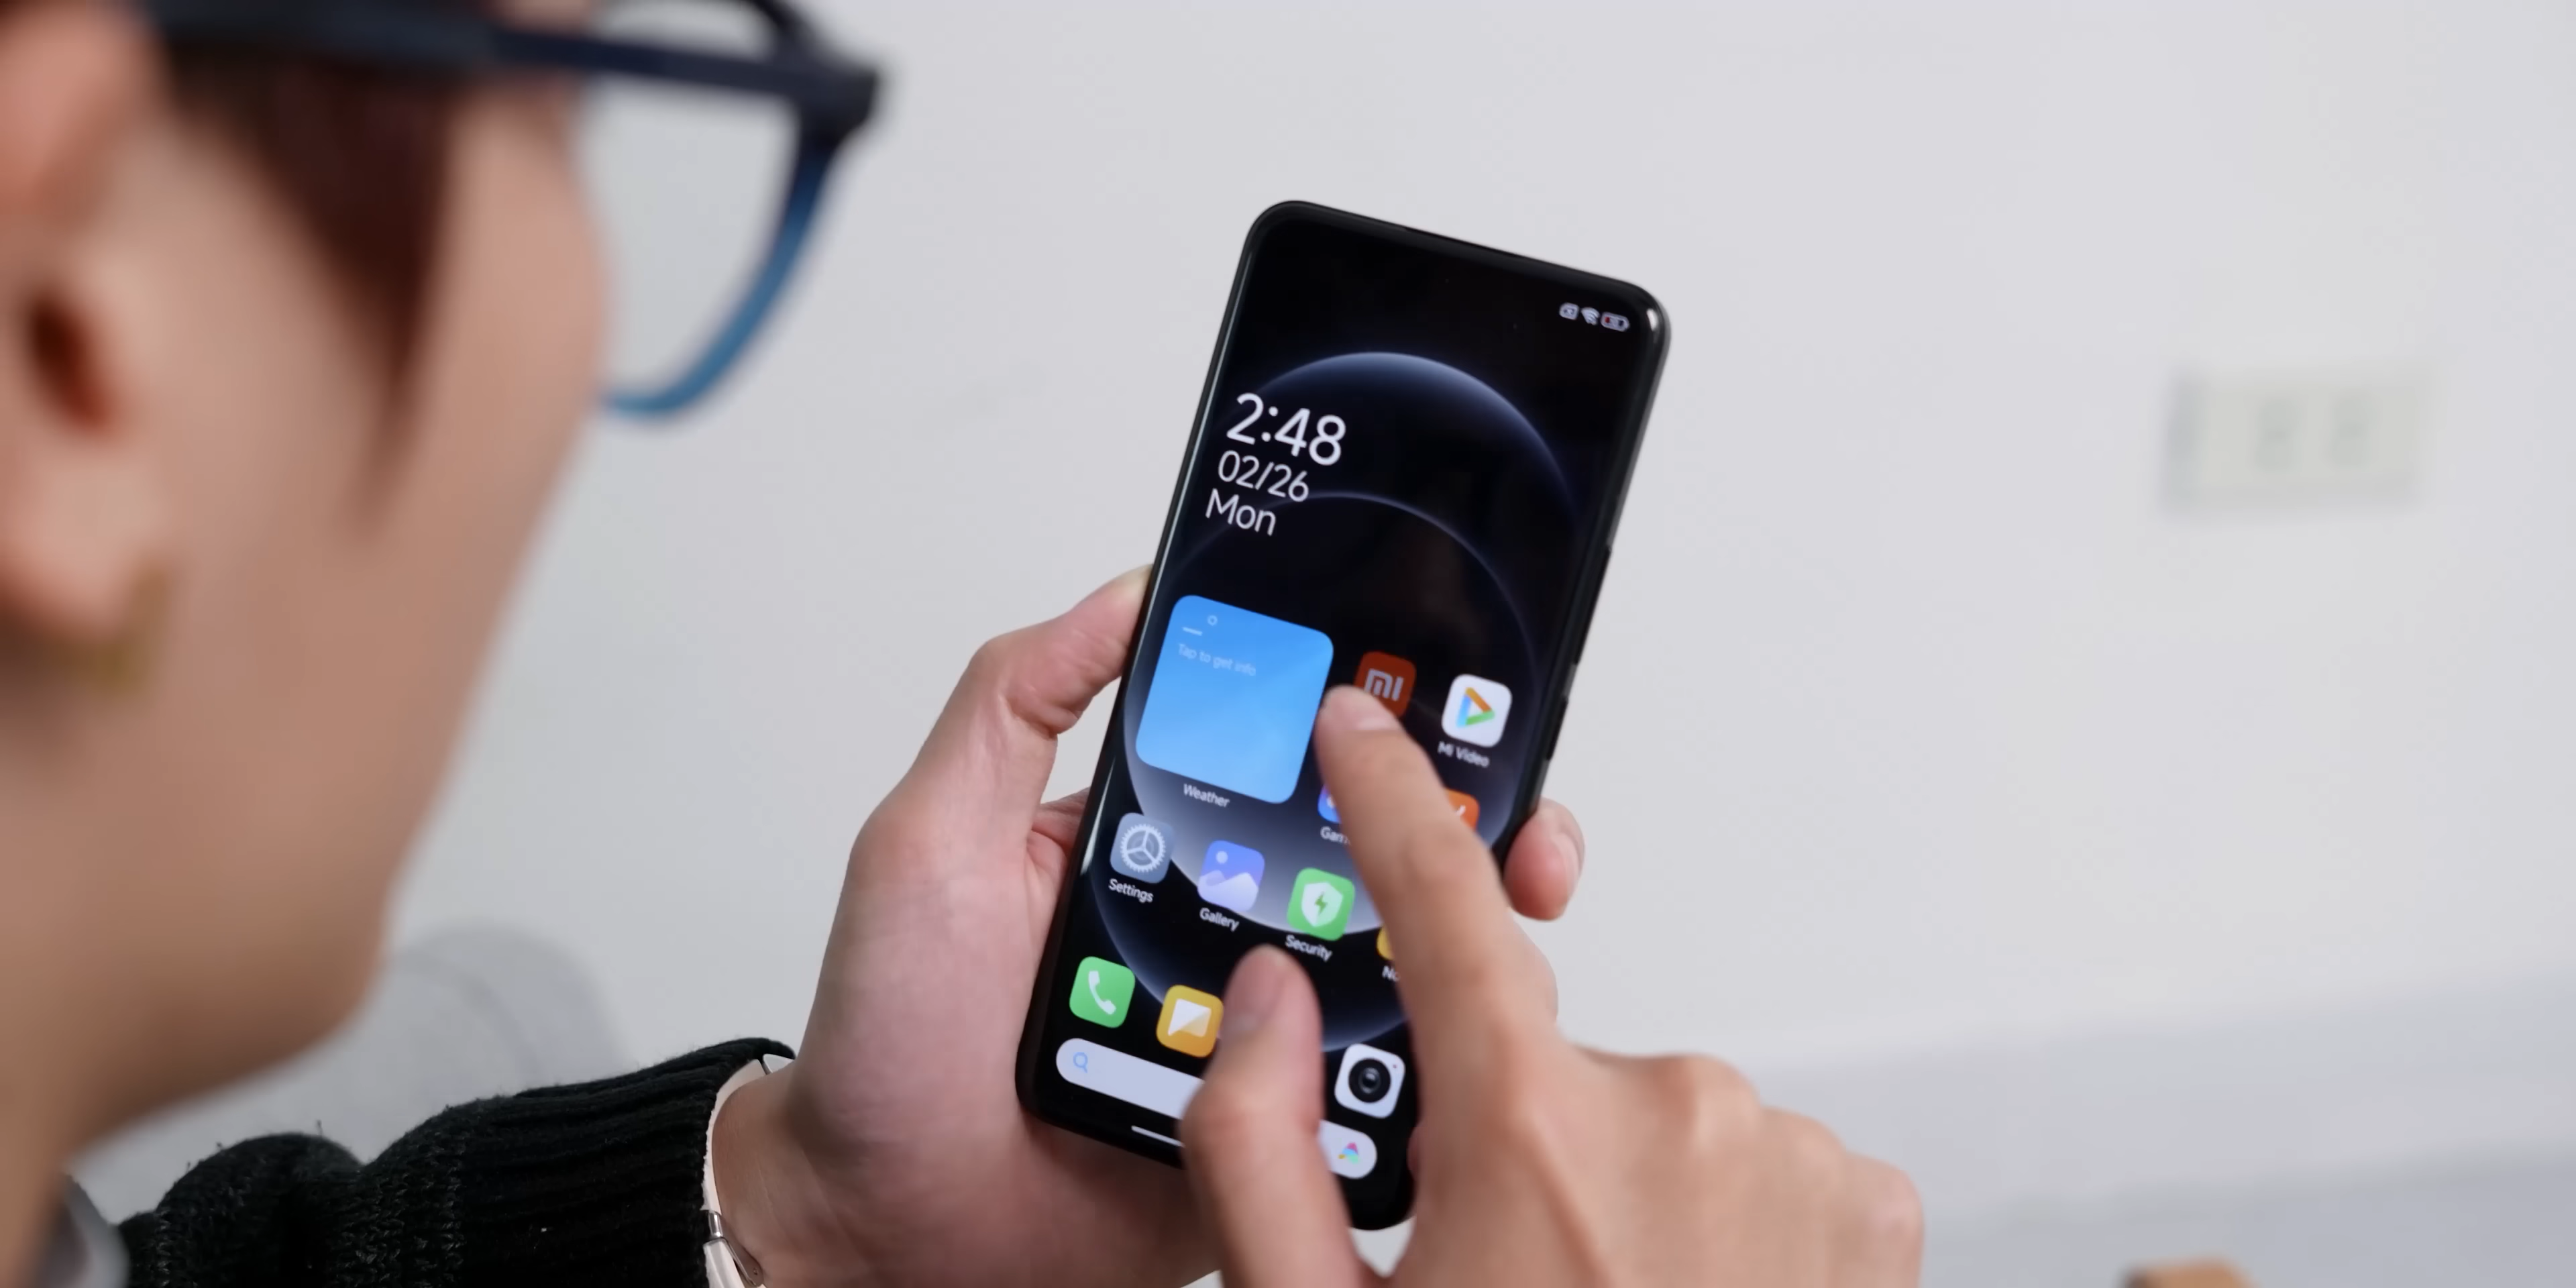 2:48
02/26
Mon
Tap to get info
Weather
mi
Mi Video
Settings
Gallery
Security